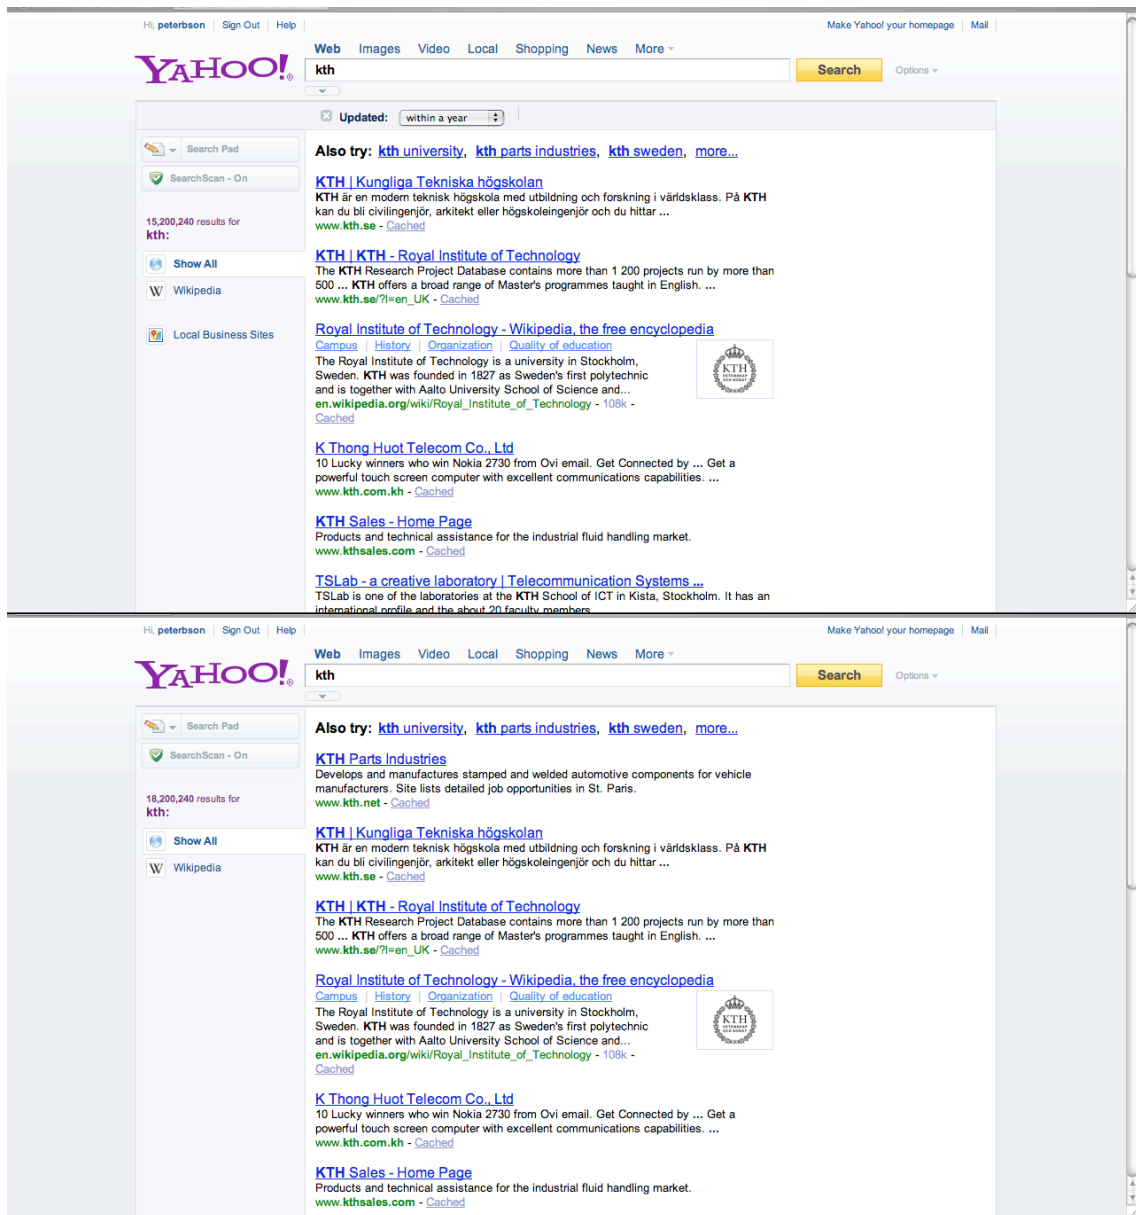 Hi, peterbson | Sign Out | Help
Make Yahoo! your homepage | Mail
Web Images Video Local Shopping News More
YAHOO!
kth
Search
Options
Updated: within a year
Search Pad
SearchScan - On
15,200,240 results for
kth:
Show All
Wikipedia
Local Business Sites
Also try: kth university, kth parts industries, kth sweden, more...
KTH | Kungliga Tekniska högskolan
KTH är en modern teknisk högskola med utbildning och forskning i världsklass. På KTH
kan du bli civilingenjör, arkitekt eller högskoleingenjör och du hittar ...
www.kth.se - Cached
KTH | KTH - Royal Institute of Technology
The KTH Research Project Database contains more than 1 200 projects run by more than
500 ... KTH offers a broad range of Master's programmes taught in English. ...
www.kth.se/?l=en_UK - Cached
Royal Institute of Technology - Wikipedia, the free encyclopedia
Campus | History | Organization | Quality of education
The Royal Institute of Technology is a university in Stockholm,
Sweden. KTH was founded in 1827 as Sweden's first polytechnic
and is together with Aalto University School of Science and...
en.wikipedia.org/wiki/Royal_Institute_of_Technology - 108k -
Cached
KTH
VETENSKAP
OCH KONST
K Thong Huot Telecom Co., Ltd
10 Lucky winners who win Nokia 2730 from Ovi email. Get Connected by ... Get a
powerful touch screen computer with excellent communications capabilities. ...
www.kth.com.kh - Cached
KTH Sales - Home Page
Products and technical assistance for the industrial fluid handling market.
www.kthsales.com - Cached
TSLab - a creative laboratory | Telecommunication Systems ...
TSLab is one of the laboratories at the KTH School of ICT in Kista, Stockholm. It has an
international profile and the about 20 faculty members
Hi, peterbson | Sign Out | Help
Make Yahoo! your homepage | Mail
Web Images Video Local Shopping News More
YAHOO!
kth
Search
Options
Search Pad
SearchScan - On
18,200,240 results for
kth:
Show All
Wikipedia
Also try: kth university, kth parts industries, kth sweden, more...
KTH Parts Industries
Develops and manufactures stamped and welded automotive components for vehicle
manufacturers. Site lists detailed job opportunities in St. Paris.
www.kth.net - Cached
KTH | Kungliga Tekniska högskolan
KTH är en modern teknisk högskola med utbildning och forskning i världsklass. På KTH
kan du bli civilingenjör, arkitekt eller högskoleingenjör och du hittar ...
www.kth.se - Cached
KTH | KTH - Royal Institute of Technology
The KTH Research Project Database contains more than 1 200 projects run by more than
500 ... KTH offers a broad range of Master's programmes taught in English. ...
www.kth.se/?l=en_UK - Cached
Royal Institute of Technology - Wikipedia, the free encyclopedia
Campus | History | Organization | Quality of education
The Royal Institute of Technology is a university in Stockholm,
Sweden. KTH was founded in 1827 as Sweden's first polytechnic
and is together with Aalto University School of Science and...
en.wikipedia.org/wiki/Royal_Institute_of_Technology - 108k -
Cached
KTH
VETENSKAP
OCH KONST
K Thong Huot Telecom Co., Ltd
10 Lucky winners who win Nokia 2730 from Ovi email. Get Connected by ... Get a
powerful touch screen computer with excellent communications capabilities. ...
www.kth.com.kh - Cached
KTH Sales - Home Page
Products and technical assistance for the industrial fluid handling market.
www.kthsales.com - Cached